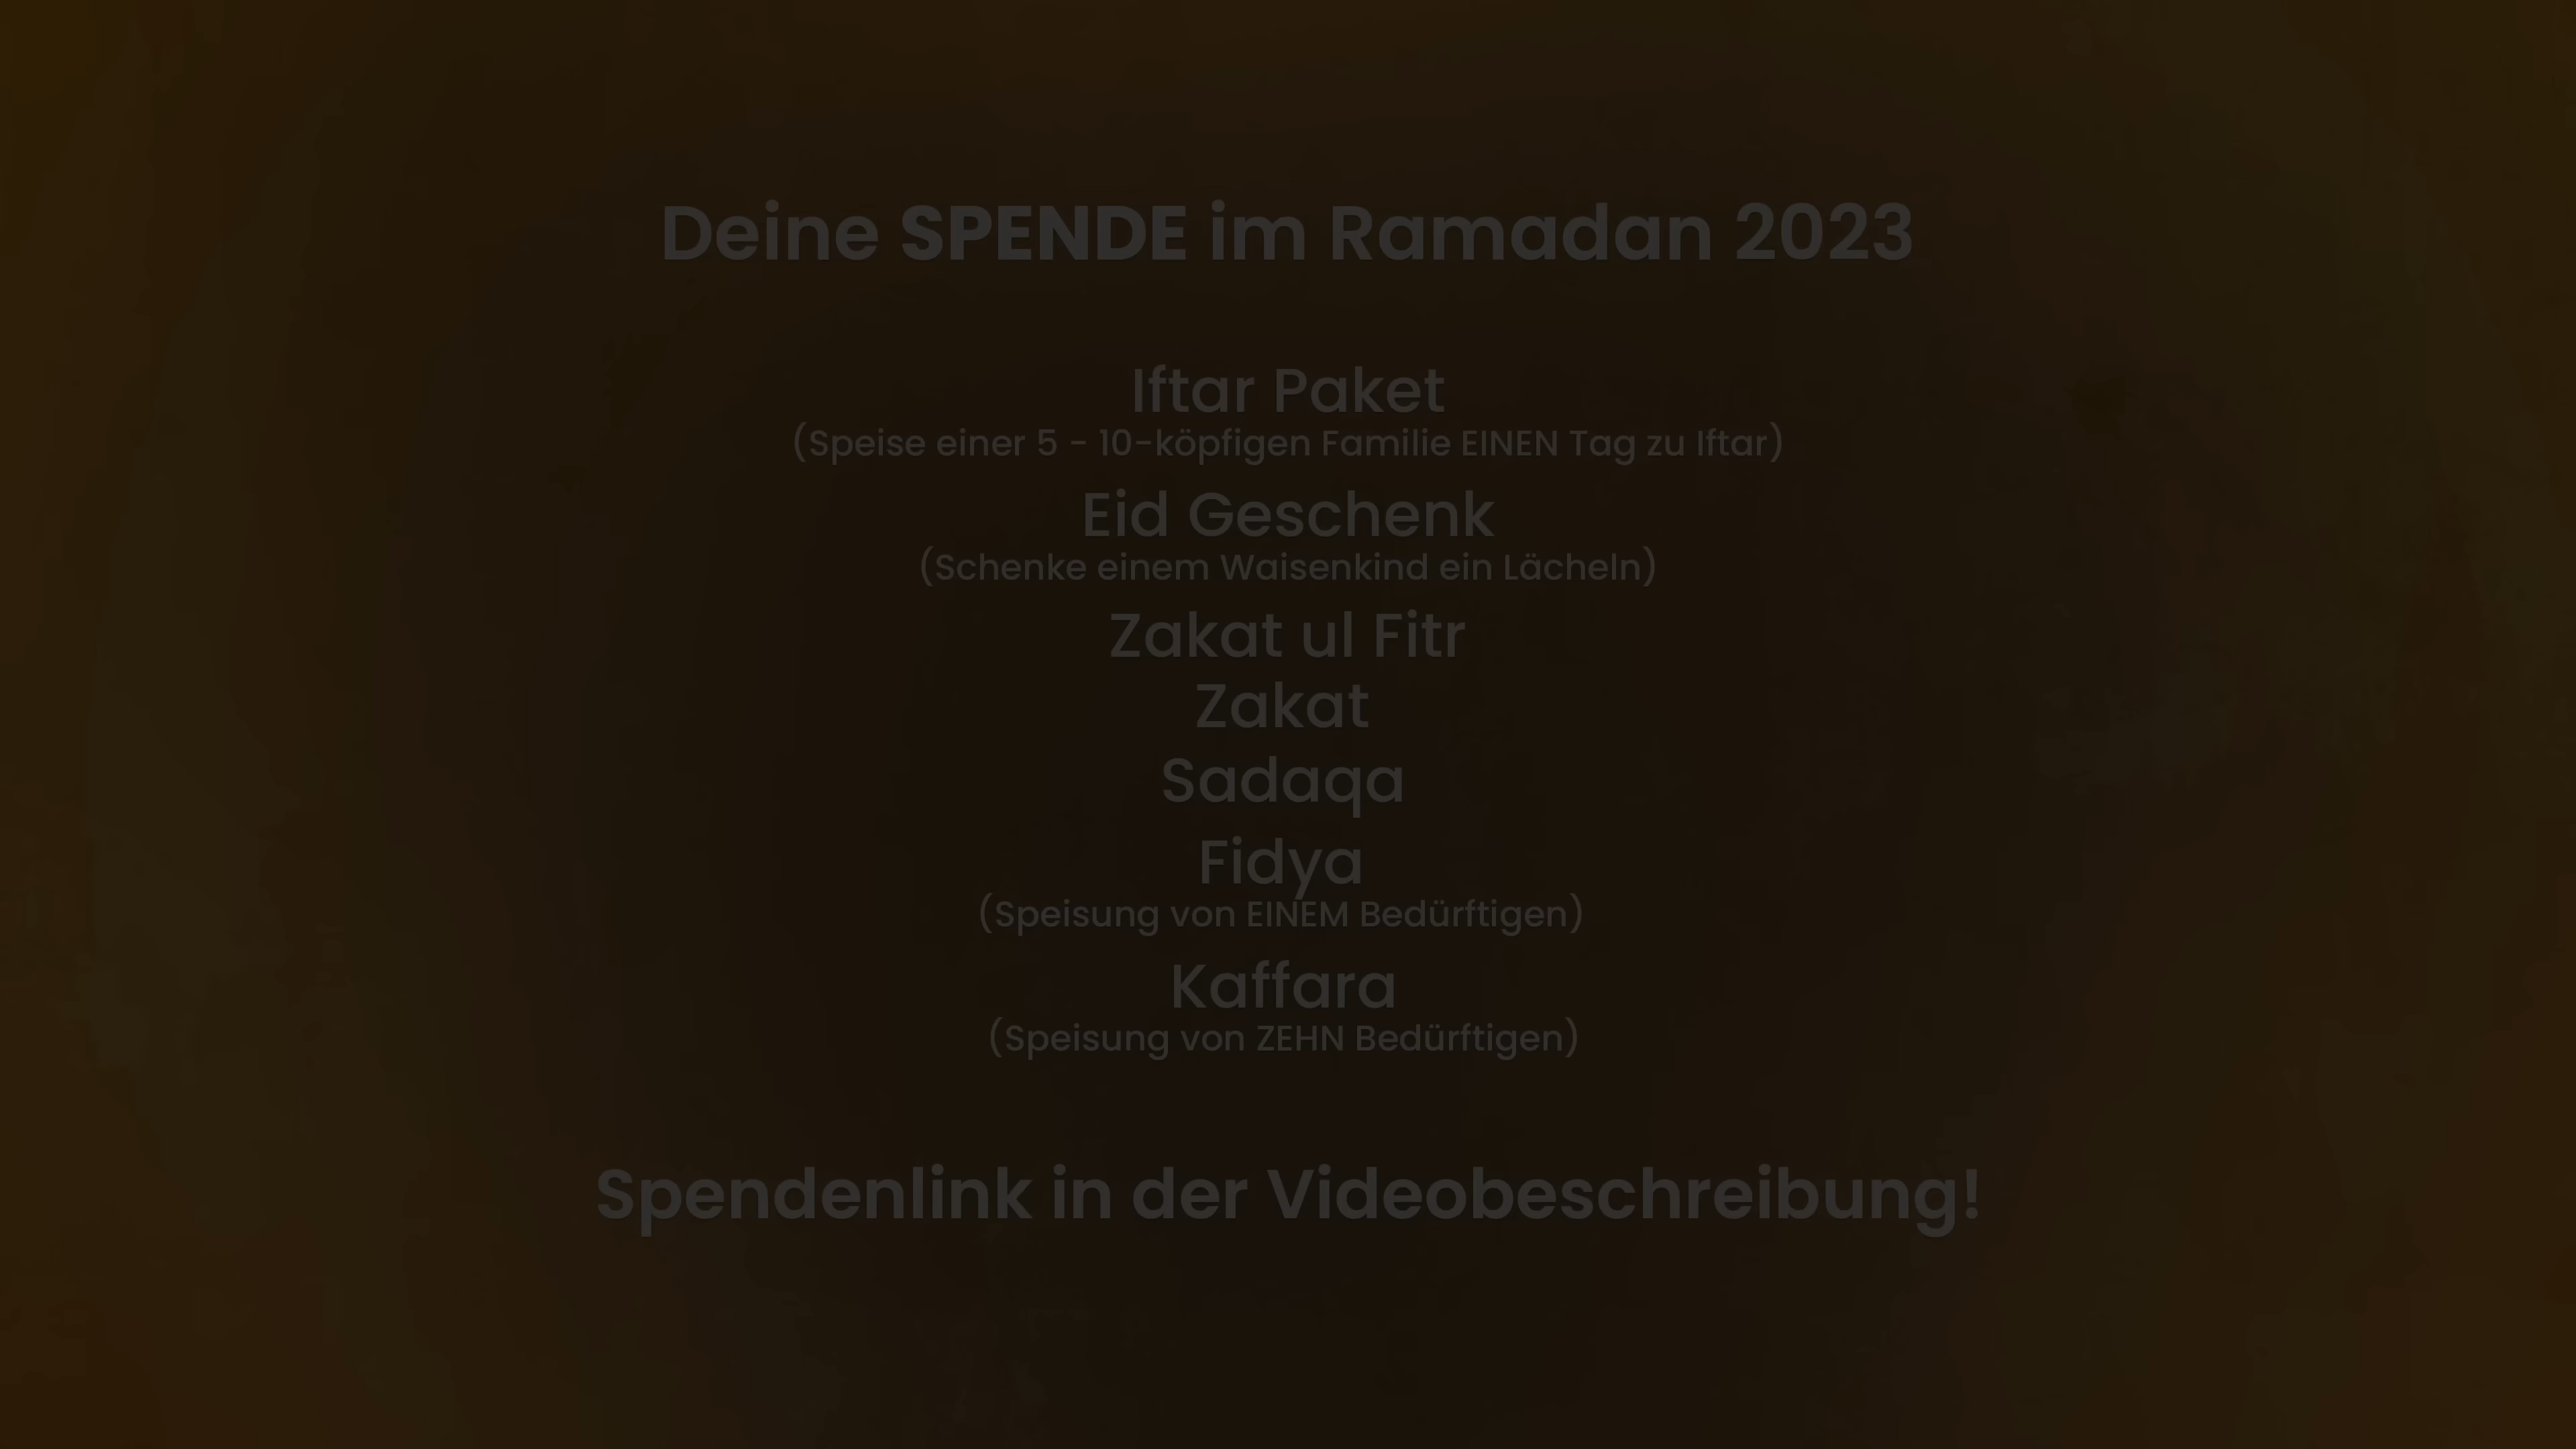 Deine SPENDE im Ramadan 2023
Iftar Paket
(Speise einer 5 - 10-köpfigen Familie EINEN Tag zu Iftar)
Eid Geschenk
(Schenke einem Waisenkind ein Lächeln)
Zakat ul Fitr
Zakat
Sadaqa
Fidya
(Speisung von EINEM Bedürftigen)
Kaffara
(Speisung von ZEHN Bedürftigen)
Spendenlink in der Videobeschreibung!